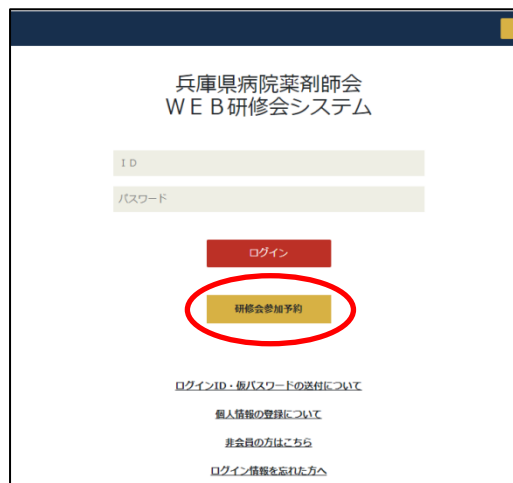 兵庫県病院薬剤師会
ＷＥＢ研修会システム
ＩＤ
パスワード
ログイン
研修会参加予約
ログインID・仮パスワードの送付について
個人情報の登録について
非会員の方はこちら
ログイン情報を忘れた方へ